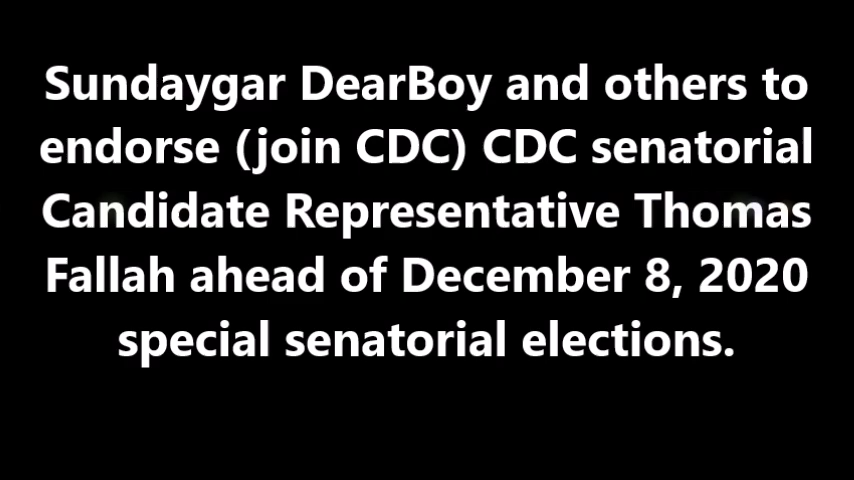 Sundaygar DearBoy and others to
endorse (join CDC) CDC senatorial
Candidate Representative Thomas
Fallah ahead of December 8, 2020
special senatorial elections.